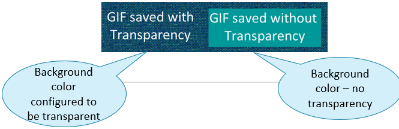 GIF saved with
Transparency
GIF saved without
Transparency
Background
color
configured to
be transparent
Background
color – no
transparency